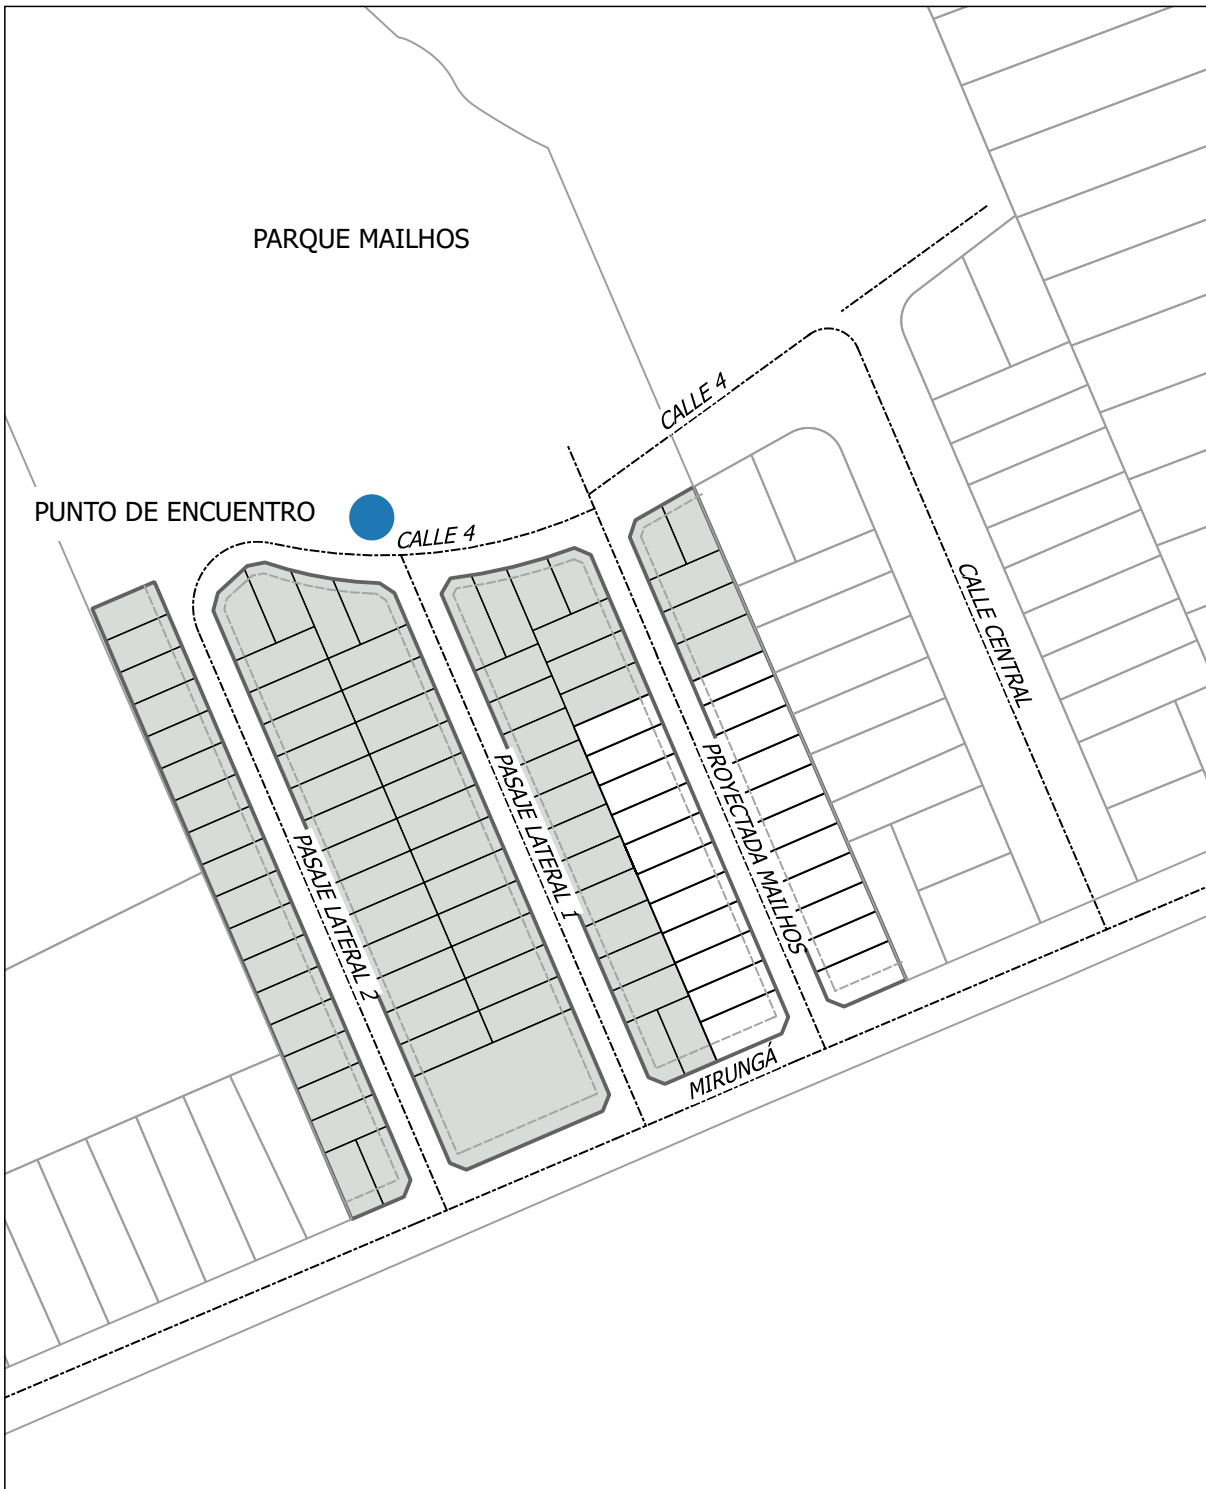 PARQUE MAILHOS
CALLE 4
PUNTO DE ENCUENTRO
CALLE 4
CALLE CENTRAL
PASAJE LATERAL 2
PASAJE LATERAL 1
PROYECTADA MAILHOS
MIRUNGÁ